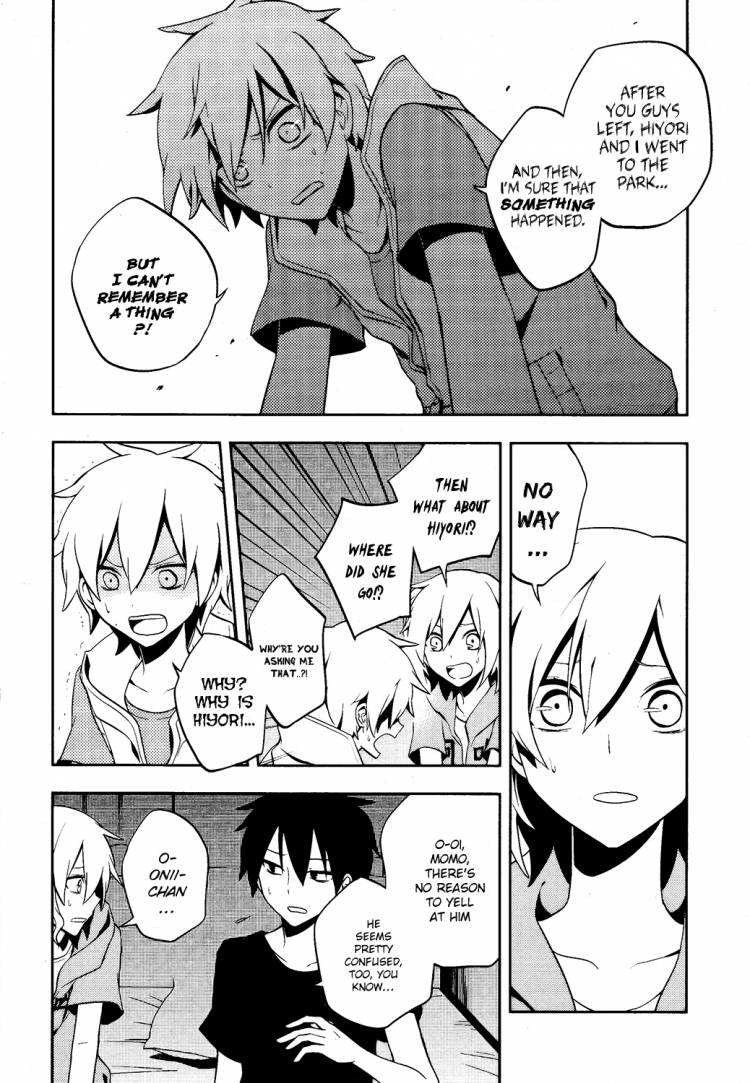 AFTER
YOU GUYS
LEFT, HIYORI
AND I WENT
TO THE
PARK...
AND THEN,
I'M SURE THAT
SOMETHING
HAPPENED.
BUT
I CAN'T
REMEMBER
A THING
?!
NO
WAY
...
THEN
WHAT ABOUT
HIYORI!?
WHERE
DID SHE
GO!?
WHY'RE YOU
ASKING ME
THAT..?!
WHY?
WHY IS
HIYORI...
O-OI,
MOMO,
THERE'S
NO REASON
TO YELL
AT HIM
HE
SEEMS
PRETTY
CONFUSED,
TOO, YOU
KNOW...
O-
ONII-
CHAN
...